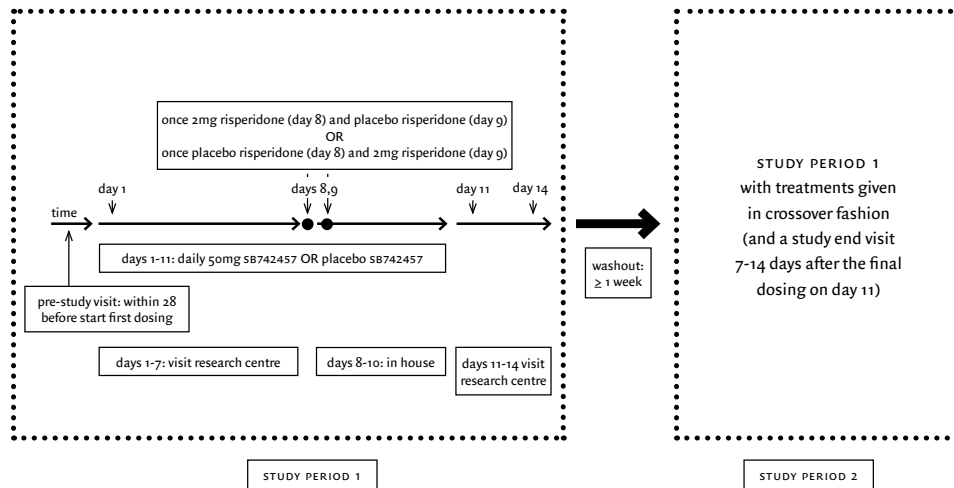 once 2mg risperidone (day 8) and placebo risperidone (day 9)
OR
once placebo risperidone (day 8) and 2mg risperidone (day 9)
day 1
days 8,9
day 11
day 14
time
days 1-11: daily 50mg SB742457 OR placebo SB742457
pre-study visit: within 28
before start first dosing
days 1-7: visit research centre
days 8-10: in house
days 11-14 visit
research centre
washout:
≥ 1 week
STUDY PERIOD 1
with treatments given
in crossover fashion
(and a study end visit
7-14 days after the final
dosing on day 11)
STUDY PERIOD 1
STUDY PERIOD 2